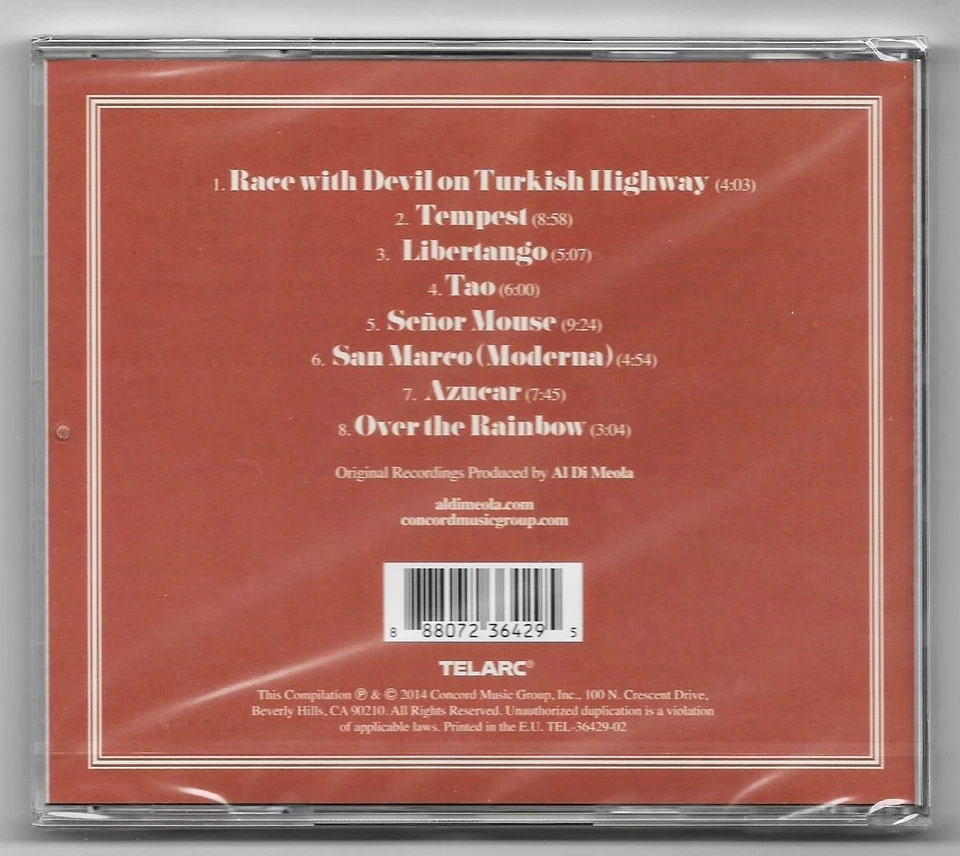 1. Race with Devil on Turkish Highway (4:03)
2. Tempest (8:58)
3. Libertango (5:07)
4. Tao (6:00)
5. Señor Mouse (9:24)
6. San Marco (Moderna) (4:54)
7. Azucar (7:45)
8. Over the Rainbow (3:04)
Original Recordings Produced by Al Di Meola
aldimeola.com
concordmusicgroup.com
8 88072 36429 5
TELARC®
This Compilation ℗ & © 2014 Concord Music Group, Inc., 100 N. Crescent Drive,
Beverly Hills, CA 90210. All Rights Reserved. Unauthorized duplication is a violation
of applicable laws. Printed in the E.U. TEL-36429-02